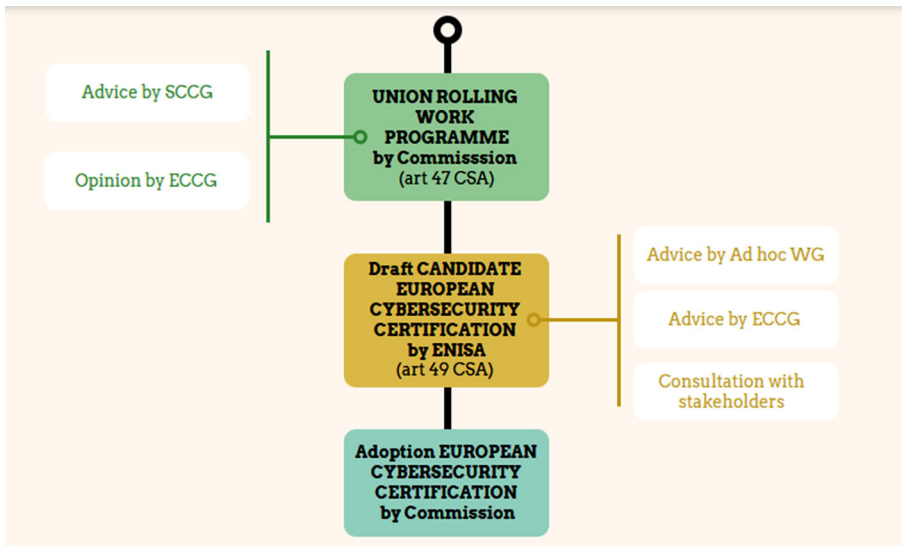 Advice by SCCG
Opinion by ECCG
UNION ROLLING
WORK
PROGRAMME
by Commisssion
(art 47 CSA)
Draft CANDIDATE
EUROPEAN
CYBERSECURITY
CERTIFICATION
by ENISA
(art 49 CSA)
Advice by Ad hoc WG
Advice by ECCG
Consultation with
stakeholders
Adoption EUROPEAN
CYBERSECURITY
CERTIFICATION
by Commission